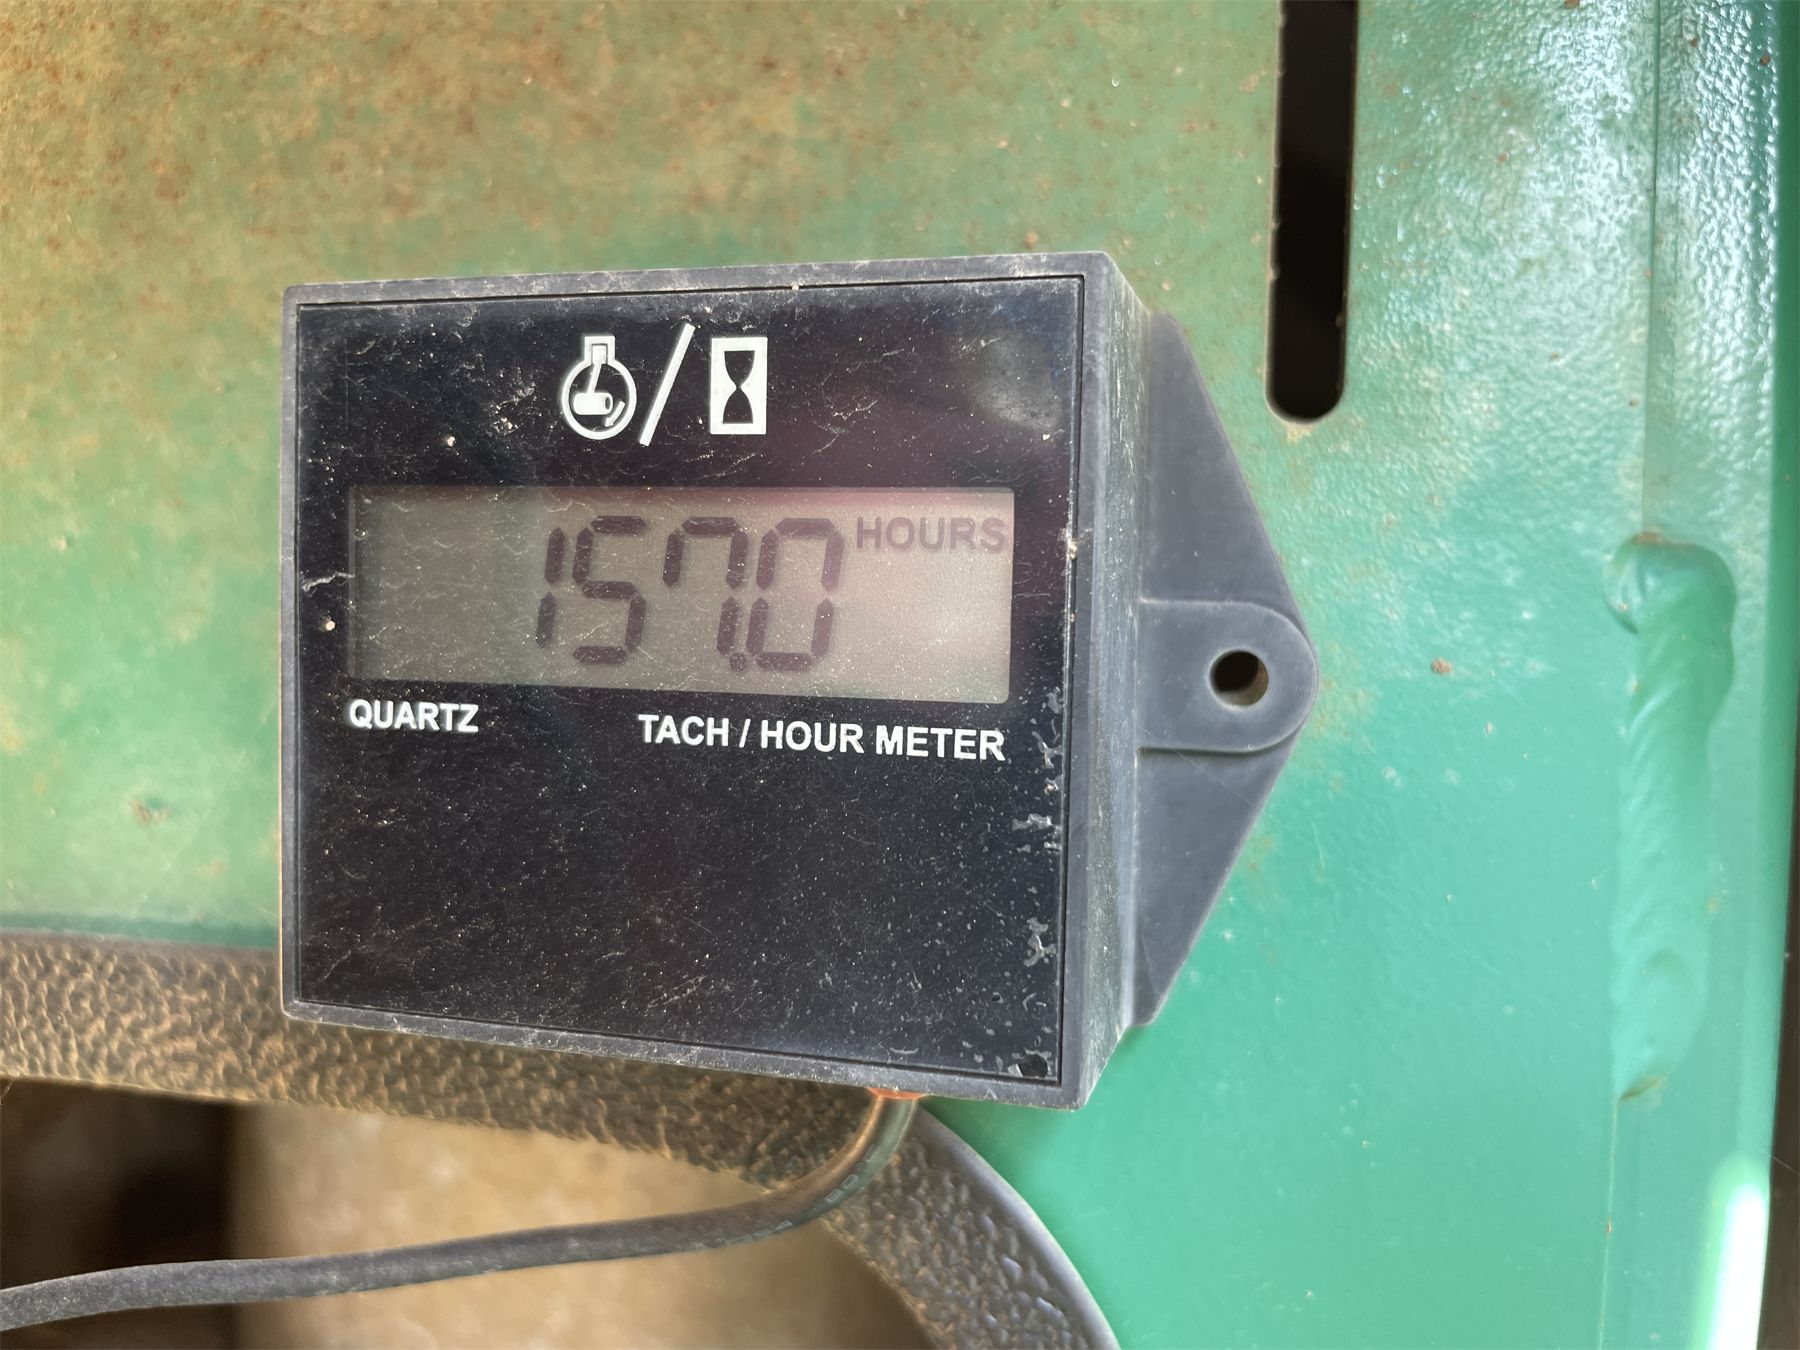 157.0 HOURS
QUARTZ TACH / HOUR METER